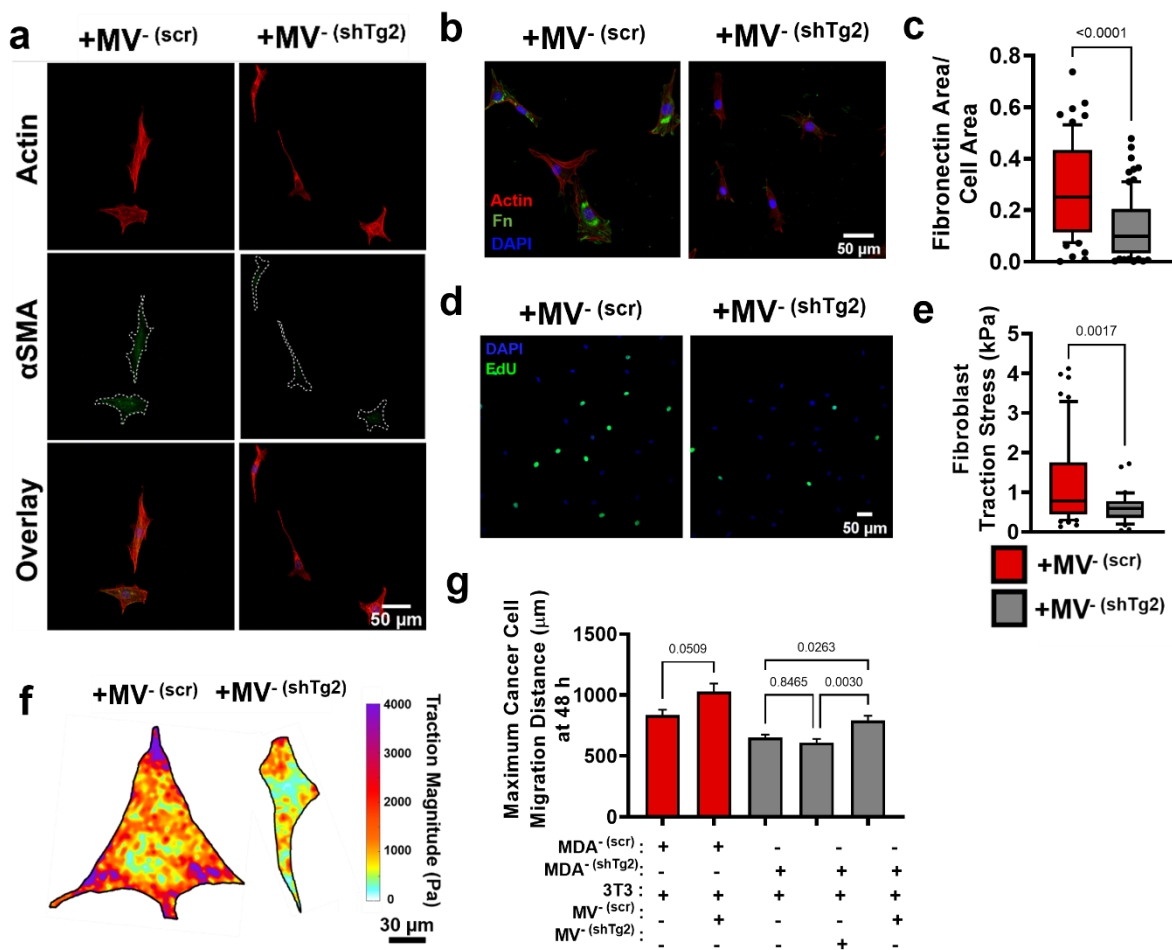 a
+MV- (scr)
+MV- (shTg2)
Actin
αSMA
Overlay
50 μm
b
+MV- (scr)
+MV- (shTg2)
Actin
Fn
DAPI
50 μm
c
<0.0001
Fibronectin Area/
Cell Area
0.8
0.6
0.4
0.2
0.0
d
+MV- (scr)
+MV- (shTg2)
DAPI
EdU
50 μm
e
0.0017
Fibroblast
Traction Stress (kPa)
5
4
3
2
1
0
+MV- (scr)
+MV- (shTg2)
f
+MV- (scr)
+MV- (shTg2)
4000
3000
2000
1000
0
Traction Magnitude (Pa)
30 μm
g
Maximum Cancer Cell
Migration Distance (μm)
at 48 h
1500
1000
500
0
0.0509
0.0263
0.8465
0.0030
MDA- (scr) : + + - - -
MD​A- (shTg2) : - - + + +
3T3 : + + + + +
MV- (scr) : - + - - +
MV- (shTg2) : - - - + -